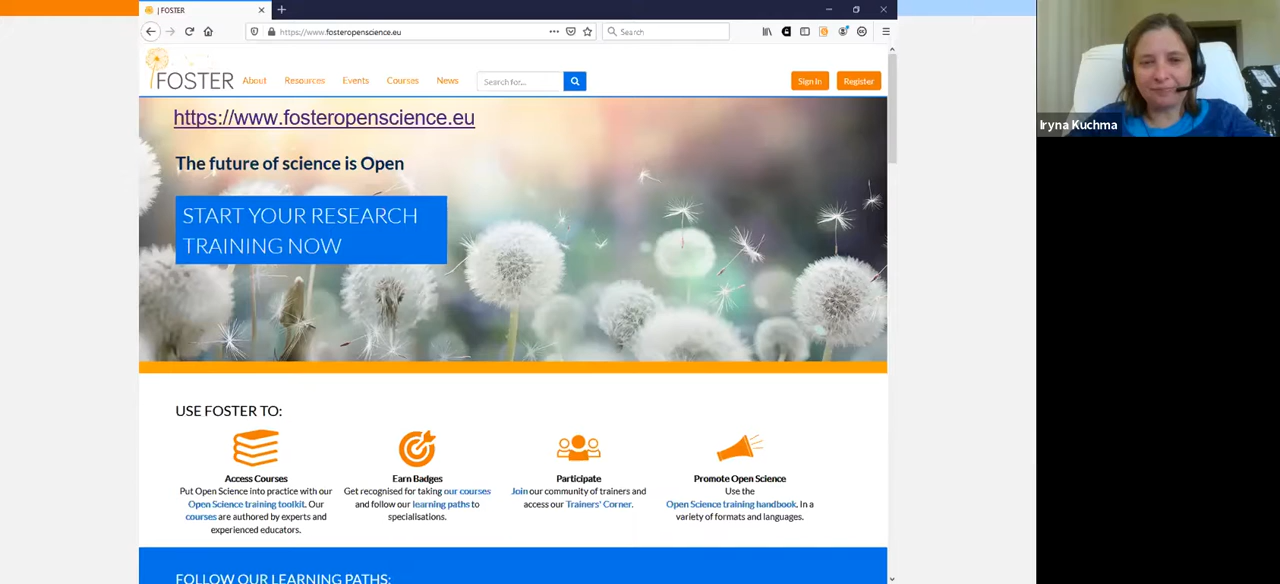 | FOSTER
https://www.fosteropenscience.eu
Search
FOSTER
About
Resources
Events
Courses
News
Search for...
Sign In
Register
https://www.fosteropenscience.eu
The future of science is Open
START YOUR RESEARCH
TRAINING NOW
USE FOSTER TO:
Access Courses
Put Open Science into practice with our
Open Science training toolkit. Our
courses are authored by experts and
experienced educators.
Earn Badges
Get recognised for taking our courses
and follow our learning paths to
specialisations.
Participate
Join our community of trainers and
access our Trainers' Corner.
Promote Open Science
Use the
Open Science training handbook. In a
variety of formats and languages.
FOLLOW OUR LEARNING PATHS:
Iryna Kuchma